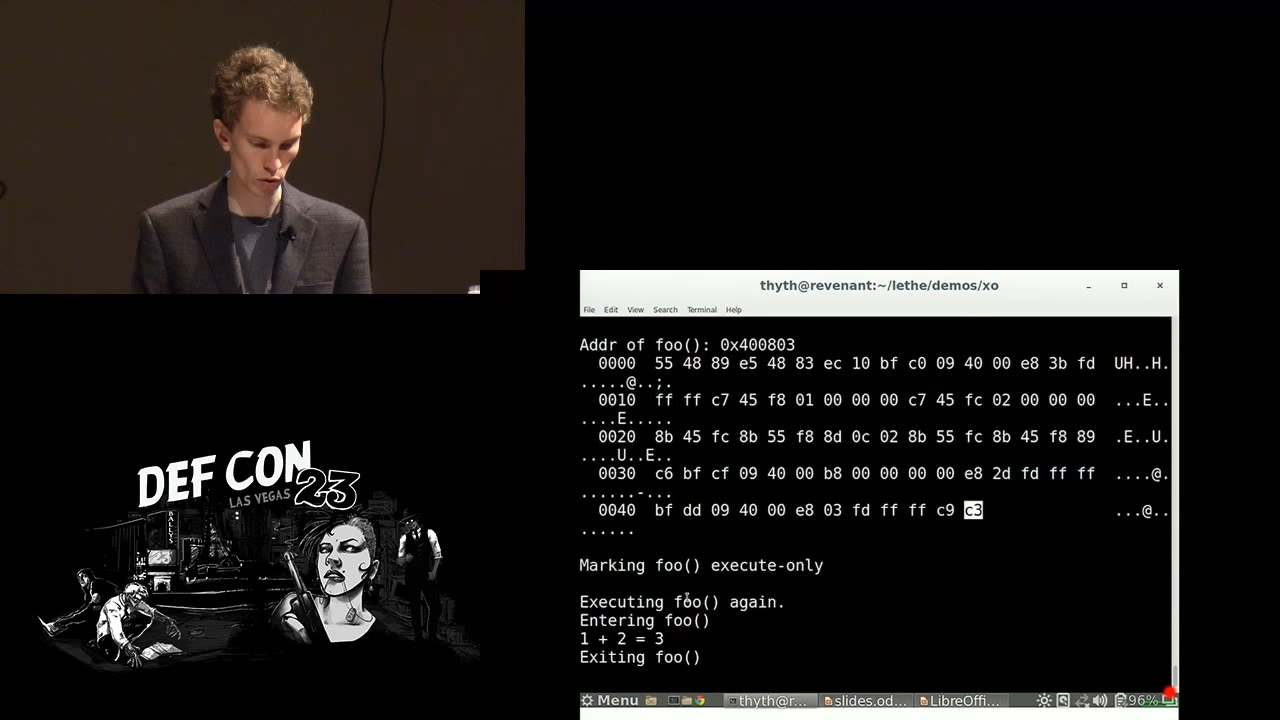 thyth@revenant:~/lethe/demos/xo
File Edit View Search Terminal Help
Addr of foo(): 0x400803
0000 55 48 89 e5 48 83 ec 10 bf c0 09 40 00 e8 3b fd UH..H.
.....@..;.
0010 ff ff c7 45 f8 01 00 00 00 c7 45 fc 02 00 00 00 ...E..
....E.....
0020 8b 45 fc 8b 55 f8 8d 0c 02 8b 55 fc 8b 45 f8 89 .E..U.
....U..E..
0030 c6 bf cf 09 40 00 b8 00 00 00 00 e8 2d fd ff ff ....@.
......-...
0040 bf dd 09 40 00 e8 03 fd ff ff c9 c3 ...@..
......
Marking foo() execute-only
Executing foo() again.
Entering foo()
1 + 2 = 3
Exiting foo()
Menu thyth@r... slides.od... LibreOffi... 96%
DEF CON
LAS VEGAS 23
BALLYS
23